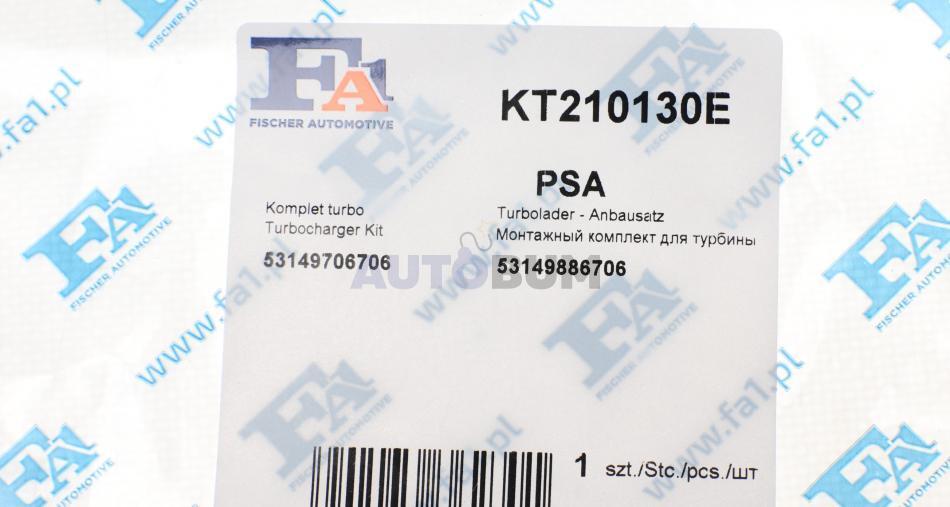 FA1
FISCHER AUTOMOTIVE
KT210130E
PSA
Komplet turbo
Turbocharger Kit
53149706706
Turbolader - Anbausatz
Монтажный комплект для турбины
53149886706
AUTOBUM
1 szt./Stc./pcs./шт
www.fa1.pl